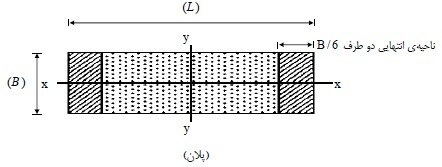 (L)
y
ناحیه‌ی انتهایی دو طرف B/6
(B)
x x
y
(پلان)